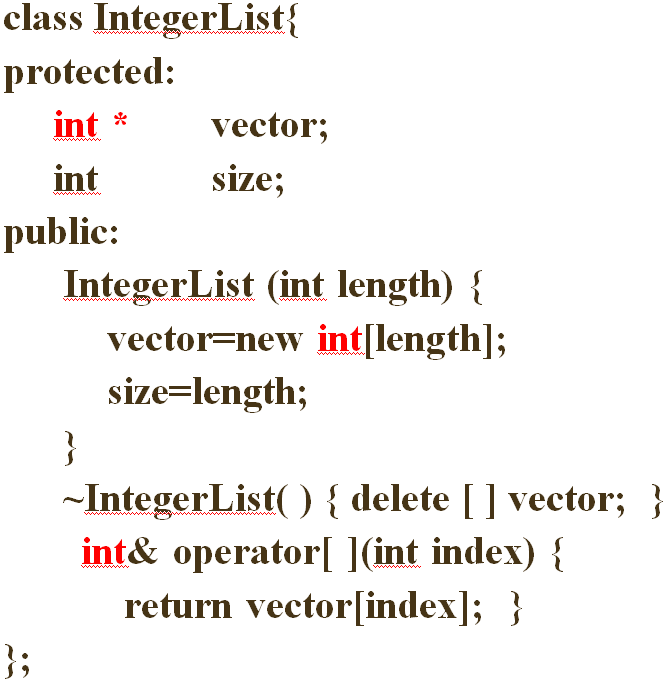 class IntegerList{
protected:
int * vector;
int size;
public:
IntegerList (int length) {
vector=new int[length];
size=length;
}
~IntegerList( ) { delete [ ] vector; }
int& operator[ ](int index) {
return vector[index]; }
};